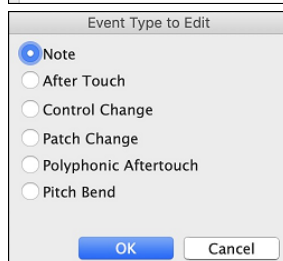 Event Type to Edit
Note
After Touch
Control Change
Patch Change
Polyphonic Aftertouch
Pitch Bend
OK Cancel